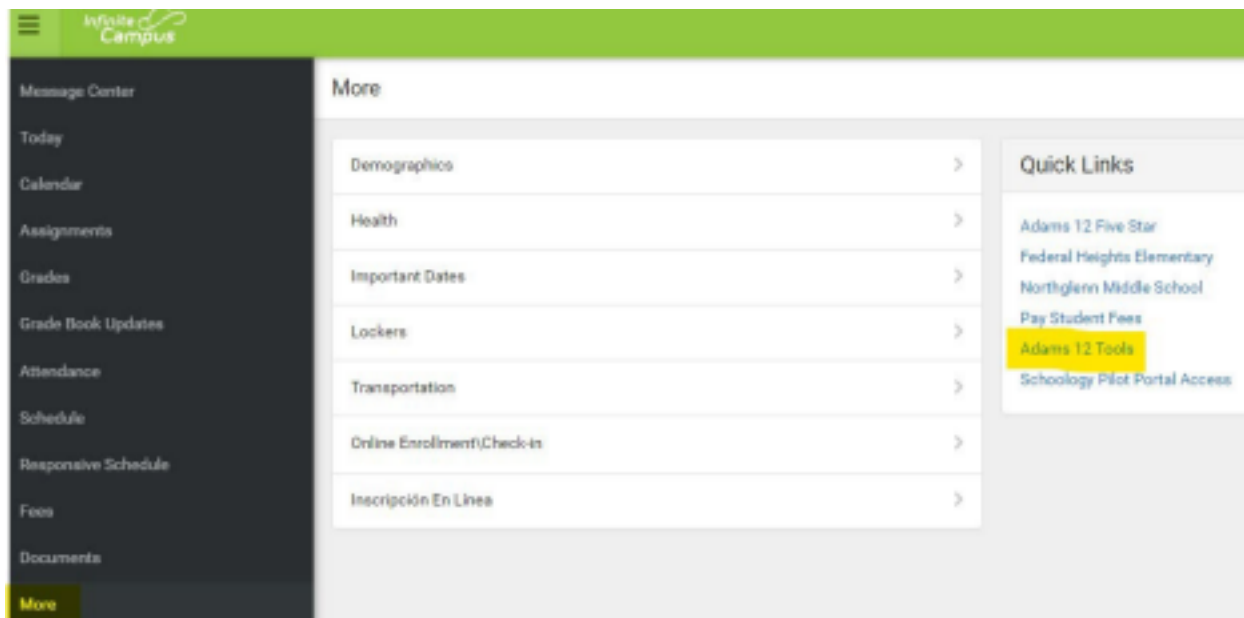 Infinite
Campus
Message Center
Today
Calendar
Assignments
Grades
Grade Book Updates
Attendance
Schedule
Responsive Schedule
Fees
Documents
More
More
Demographics
Health
Important Dates
Lockers
Transportation
Online Enrollment\Check-in
Inscripción En Linea
Quick Links
Adams 12 Five Star
Federal Heights Elementary
Northglenn Middle School
Pay Student Fees
Adams 12 Tools
Schoology Pilot Portal Access